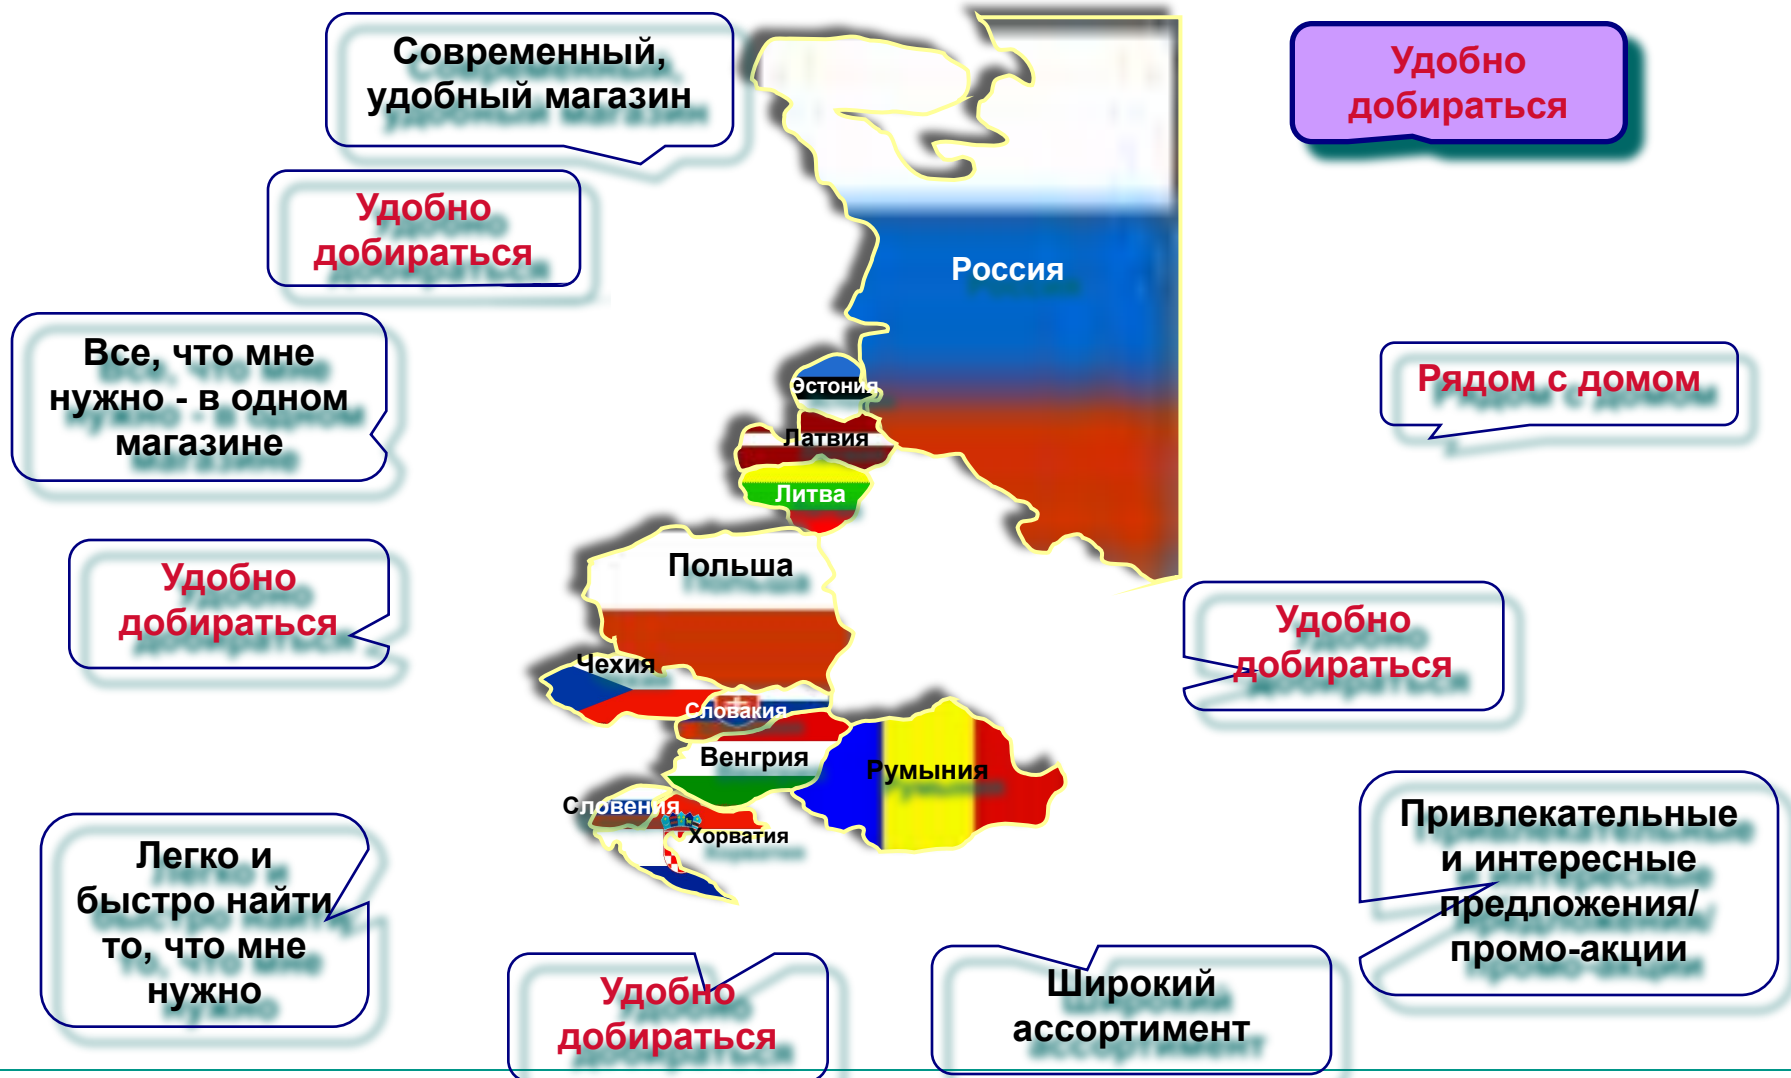 Современный,
удобный магазин
Удобно
добираться
Удобно
добираться
Россия
Все, что мне
нужно - в одном
магазине
Эстония
Рядом с домом
Латвия
Литва
Удобно
добираться
Польша
Удобно
добираться
Чехия
Словакия
Венгрия
Румыния
Словения
Хорватия
Легко и
быстро найти
то, что мне
нужно
Привлекательные
и интересные
предложения/
промо-акции
Удобно
добираться
Широкий
ассортимент